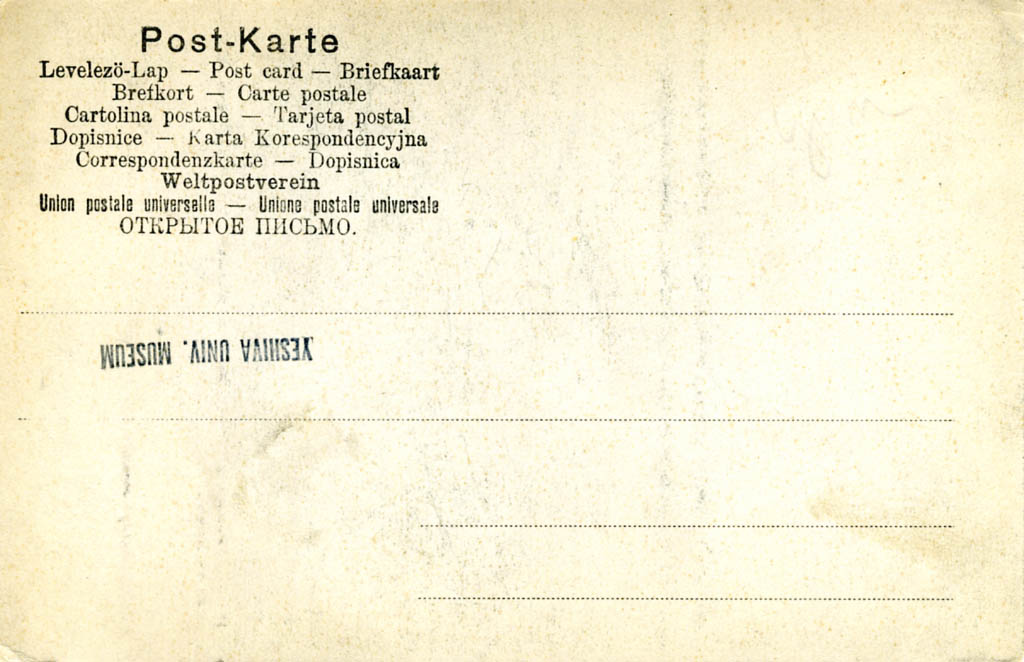 Post-Karte
Levelezö-Lap — Post card — Briefkaart
Brefkort — Carte postale
Cartolina postale — Tarjeta postal
Dopisnice — Karta Korespondencyjna
Correspondenzkarte — Dopisnica
Weltpostverein
Union postale universelle — Unione postale universale
ОТКРЫТОЕ ПИСЬМО.
YESHIVA UNIV. MUSEUM